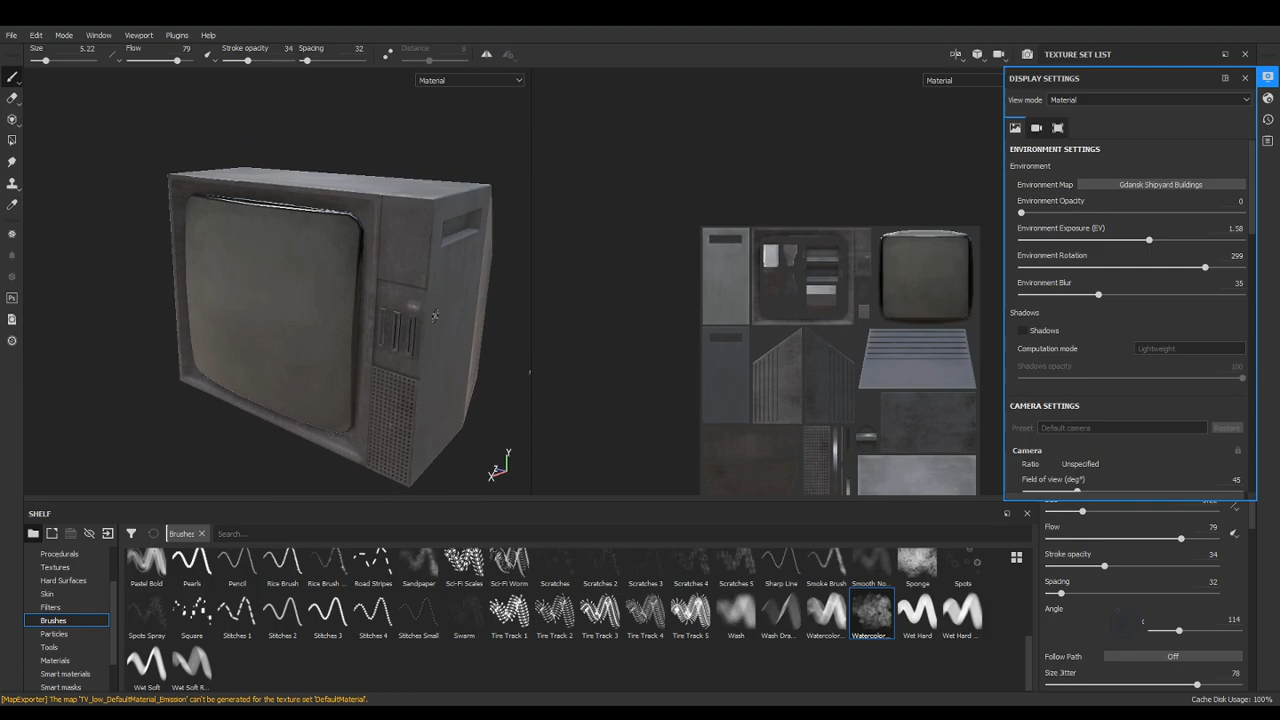 File Edit Mode Window Viewport Plugins Help
Size 5.22 Flow 79 Stroke opacity 34 Spacing 32 Distance 8
TEXTURE SET LIST
Material
Material
DISPLAY SETTINGS
View mode Material
ENVIRONMENT SETTINGS
Environment
Environment Map Gdansk Shipyard Buildings
Environment Opacity 0
Environment Exposure (EV) 1.58
Environment Rotation 299
Environment Blur 35
Shadows
Shadows
Computation mode Lightweight
Shadows opacity 100
CAMERA SETTINGS
Preset Default camera Restore
Camera
Ratio Unspecified
Field of view (deg°) 45
Y
Z
X
Flow 79
Stroke opacity 34
Spacing 32
Angle
114
Follow Path Off
Size Jitter 78
SHELF
Brushes Search...
Procedurals
Textures
Hard Surfaces
Skin
Filters
Brushes
Particles
Tools
Materials
Smart materials
Smart masks
Pastel Bold Pearls Pencil Rice Brush Rice Brush ... Road Stripes Sandpaper Sci-Fi Scales Sci-Fi Worm Scratches Scratches 2 Scratches 3 Scratches 4 Scratches 5 Sharp Line Smoke Brush Smooth No... Sponge Spots
Spots Spray Square Stitches 1 Stitches 2 Stitches 3 Stitches 4 Stitches Small Swarm Tire Track 1 Tire Track 2 Tire Track 3 Tire Track 4 Tire Track 5 Wash Wash Dra... Watercolor... Watercolor... Wet Hard Wet Hard ...
Wet Soft Wet Soft R...
[MapExporter] The map 'TV_low_DefaultMaterial_Emission' can't be generated for the texture set 'DefaultMaterial'.
Cache Disk Usage: 100%
Ps